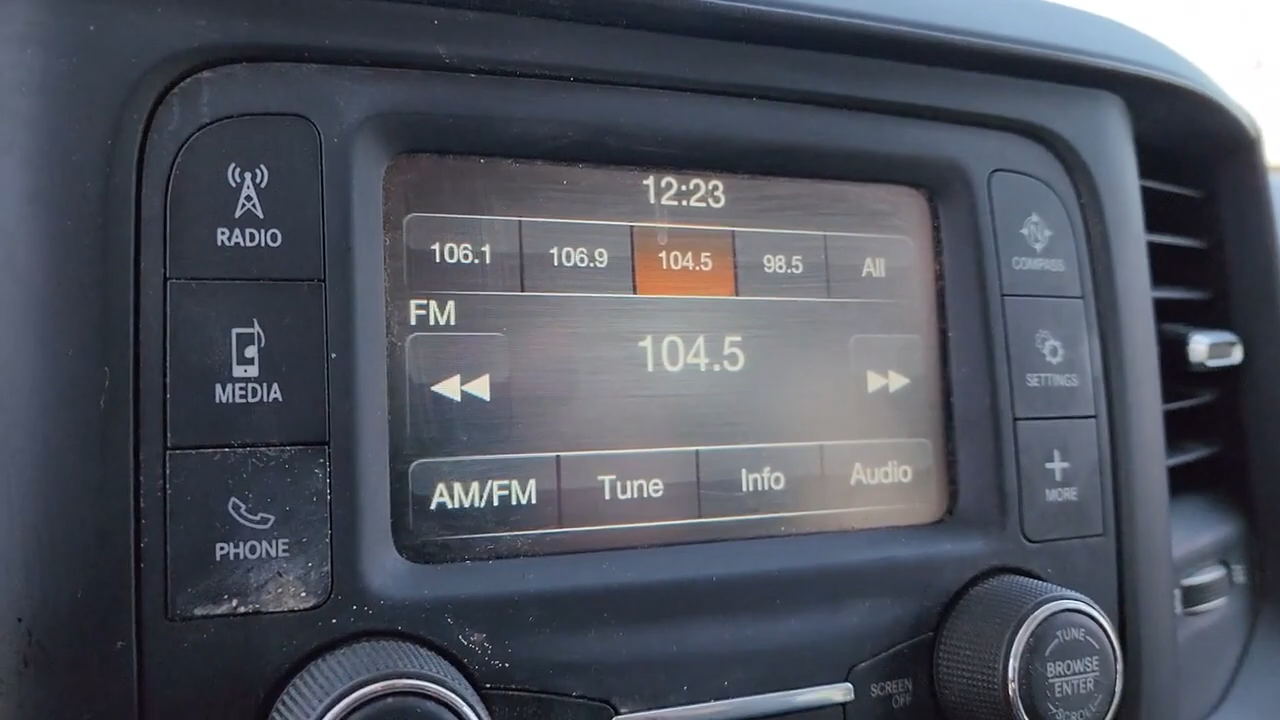 12:23
106.1 106.9 104.5 98.5 All
FM
104.5
AM/FM Tune Info Audio
RADIO
MEDIA
PHONE
N
COMPASS
SETTINGS
MORE
SCREEN
OFF
TUNE
BROWSE
ENTER
SCROLL